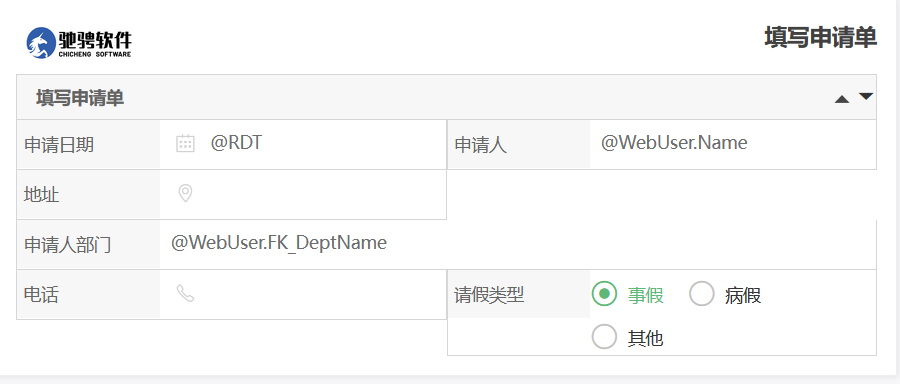 驰骋软件
CHICHENG SOFTWARE
填写申请单
填写申请单
申请日期 @RDT 申请人 @WebUser.Name
地址
申请人部门 @WebUser.FK_DeptName
电话 请假类型 事假 病假
其他